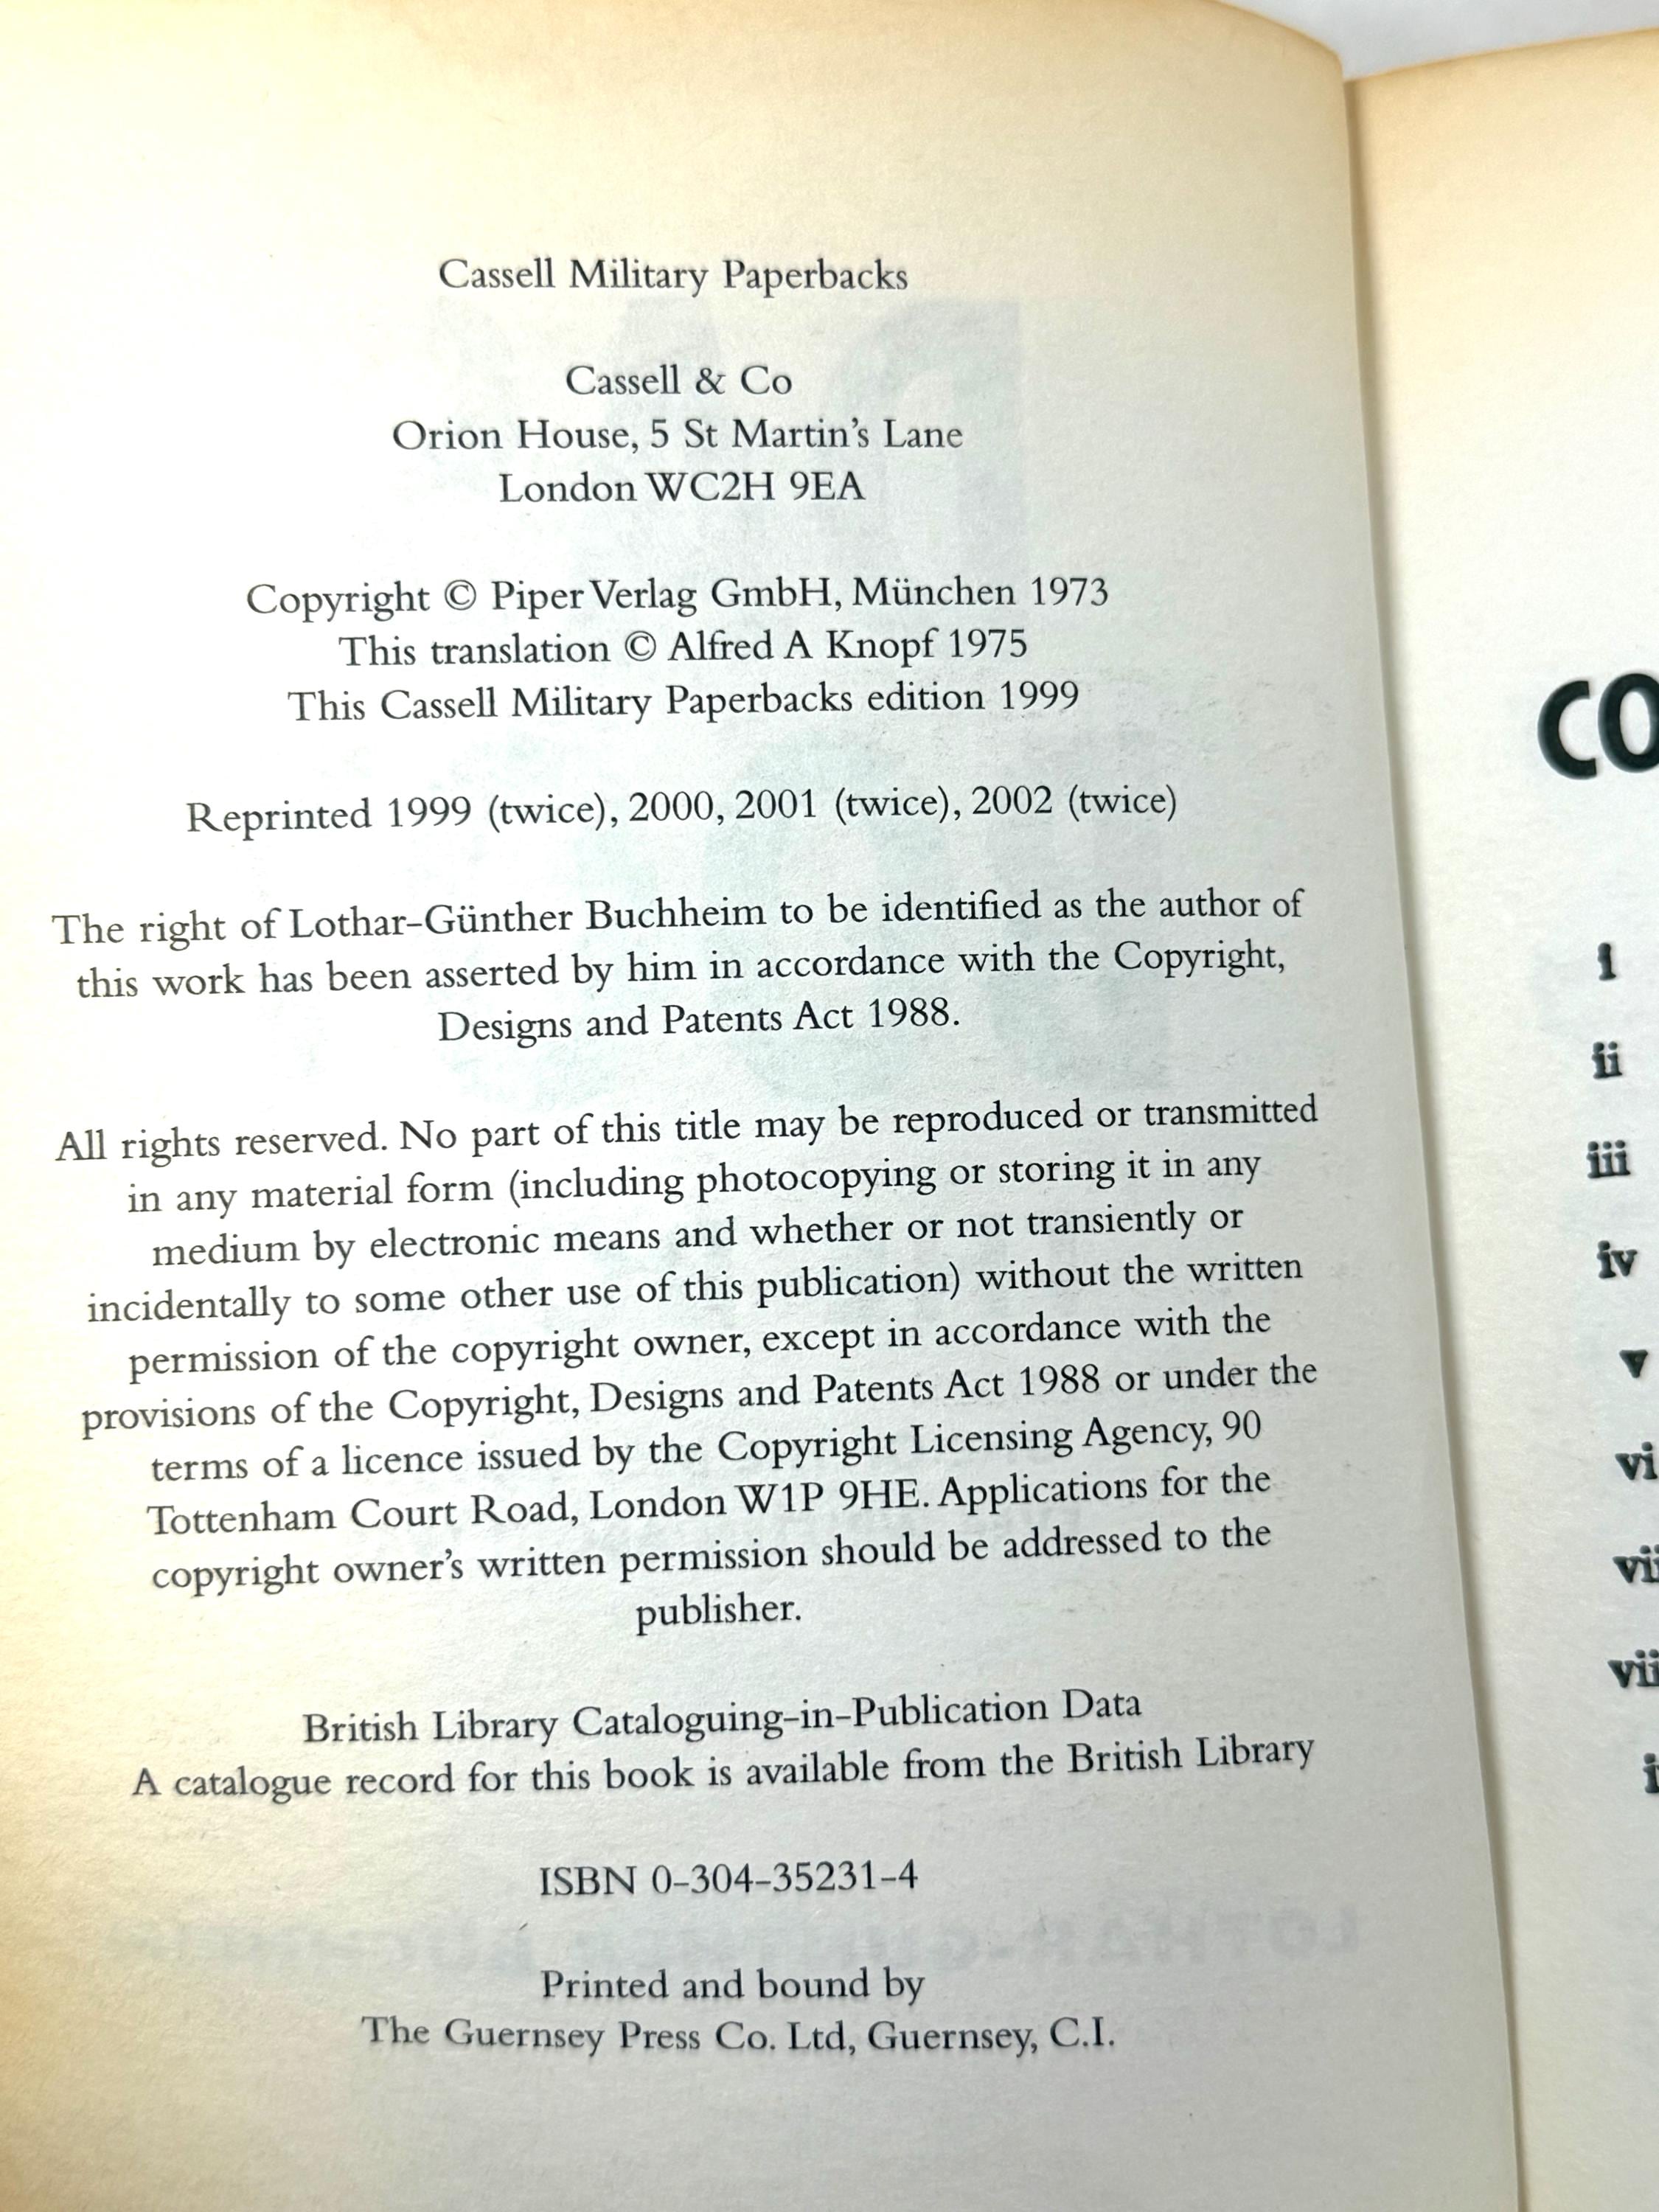 Cassell Military Paperbacks
Cassell & Co
Orion House, 5 St Martin's Lane
London WC2H 9EA
Copyright © Piper Verlag GmbH, München 1973
This translation © Alfred A Knopf 1975
This Cassell Military Paperbacks edition 1999
Reprinted 1999 (twice), 2000, 2001 (twice), 2002 (twice)
The right of Lothar-Günther Buchheim to be identified as the author of
this work has been asserted by him in accordance with the Copyright,
Designs and Patents Act 1988.
All rights reserved. No part of this title may be reproduced or transmitted
in any material form (including photocopying or storing it in any
medium by electronic means and whether or not transiently or
incidentally to some other use of this publication) without the written
permission of the copyright owner, except in accordance with the
provisions of the Copyright, Designs and Patents Act 1988 or under the
terms of a licence issued by the Copyright Licensing Agency, 90
Tottenham Court Road, London W1P 9HE. Applications for the
copyright owner's written permission should be addressed to the
publisher.
British Library Cataloguing-in-Publication Data
A catalogue record for this book is available from the British Library
ISBN 0-304-35231-4
Printed and bound by
The Guernsey Press Co. Ltd, Guernsey, C.I.
CO
i
ii
iii
iv
v
vi
vii
vii
i